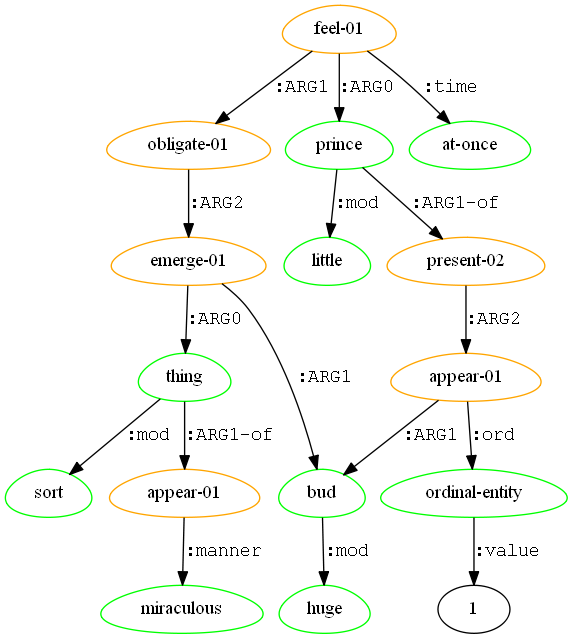 feel-01
:ARG1 :ARG0 :time
obligate-01 prince at-once
:ARG2 :mod :ARG1-of
emerge-01 little present-02
:ARG0 :ARG2
thing :ARG1 appear-01
:mod :ARG1-of :ARG1 :ord
sort appear-01 bud ordinal-entity
:manner :mod :value
miraculous huge 1